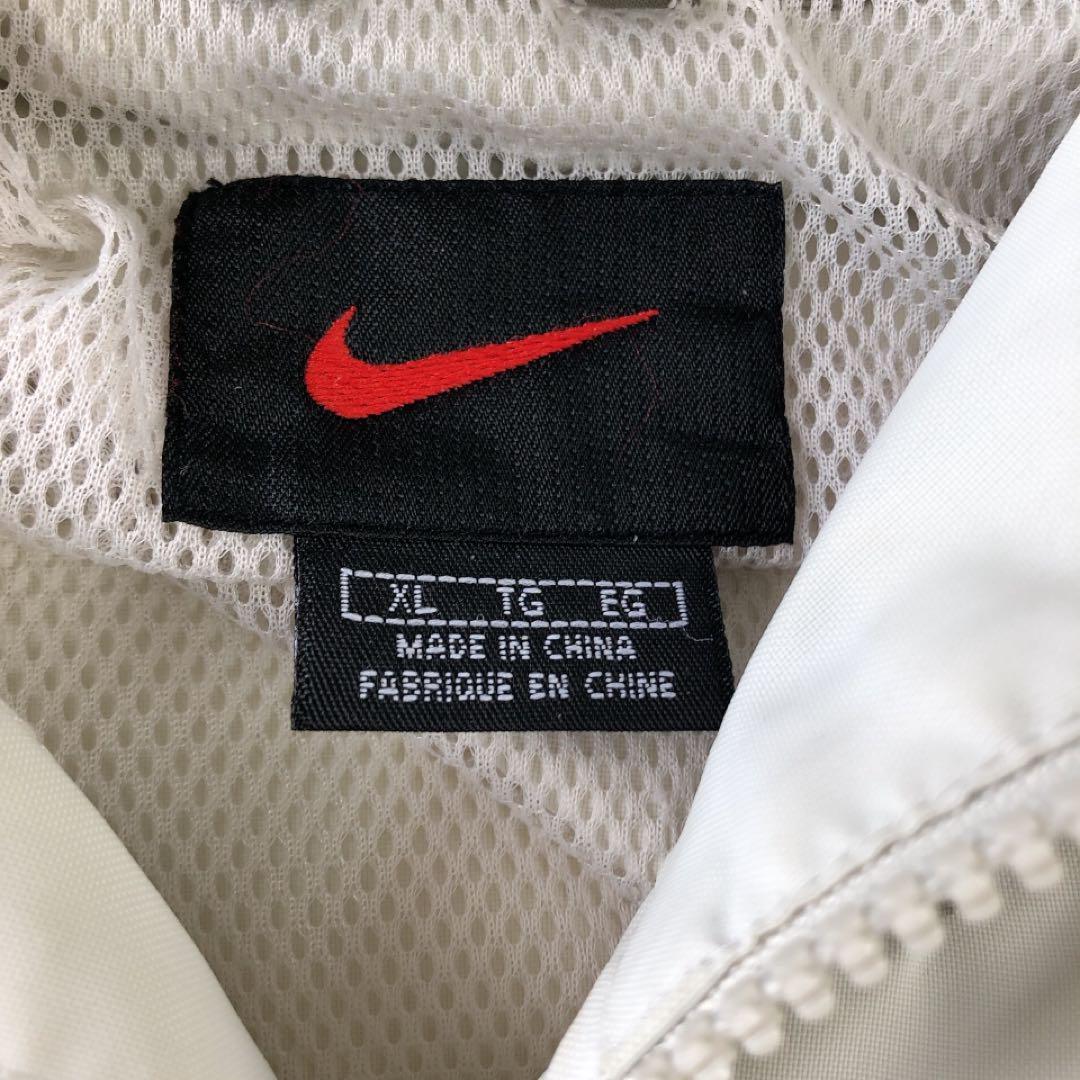 XL TG EG
MADE IN CHINA
FABRIQUE EN CHINE